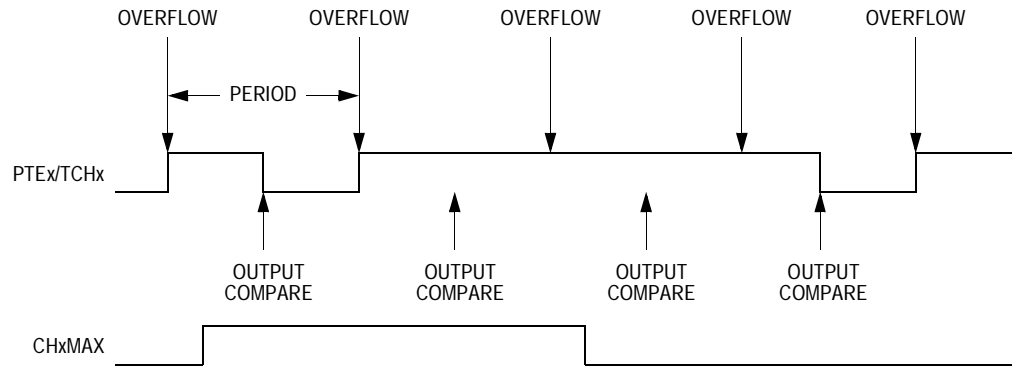 OVERFLOW OVERFLOW OVERFLOW OVERFLOW OVERFLOW
PERIOD
PTEx/TCHx
OUTPUT
COMPARE
OUTPUT
COMPARE
OUTPUT
COMPARE
OUTPUT
COMPARE
CHxMAX